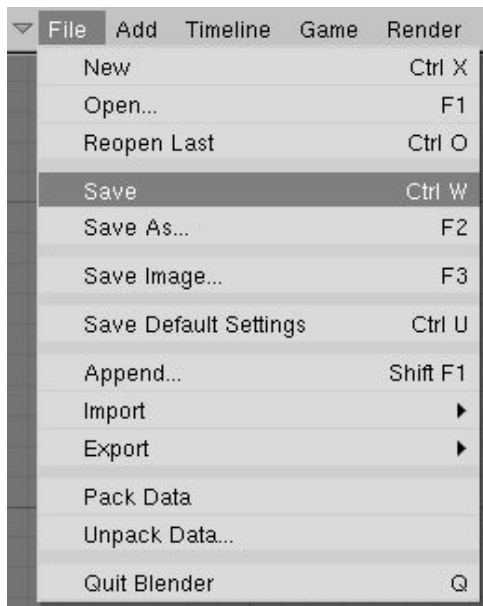 File Add Timeline Game Render
New Ctrl X
Open... F1
Reopen Last Ctrl O
Save Ctrl W
Save As... F2
Save Image... F3
Save Default Settings Ctrl U
Append... Shift F1
Import
Export
Pack Data
Unpack Data...
Quit Blender Q